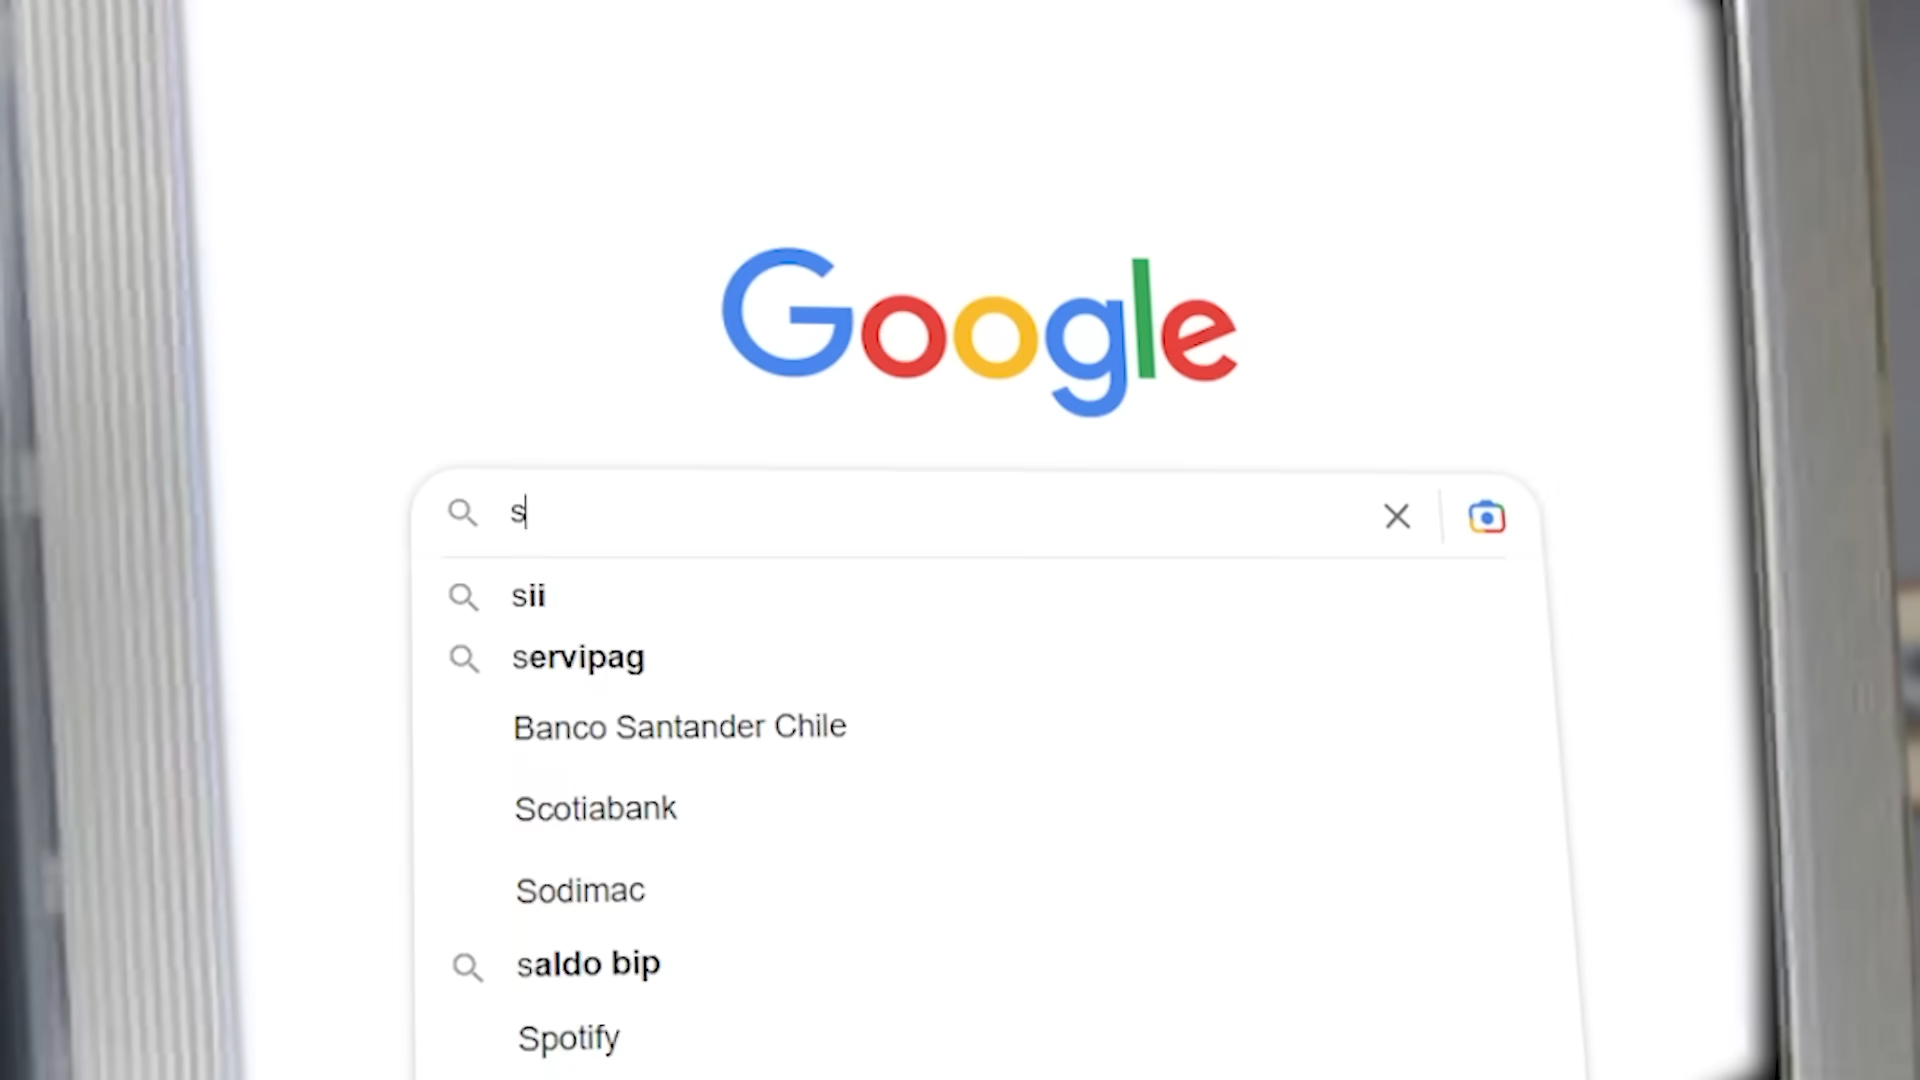 Google
s
sii
servipag
Banco Santander Chile
Scotiabank
Sodimac
saldo bip
Spotify